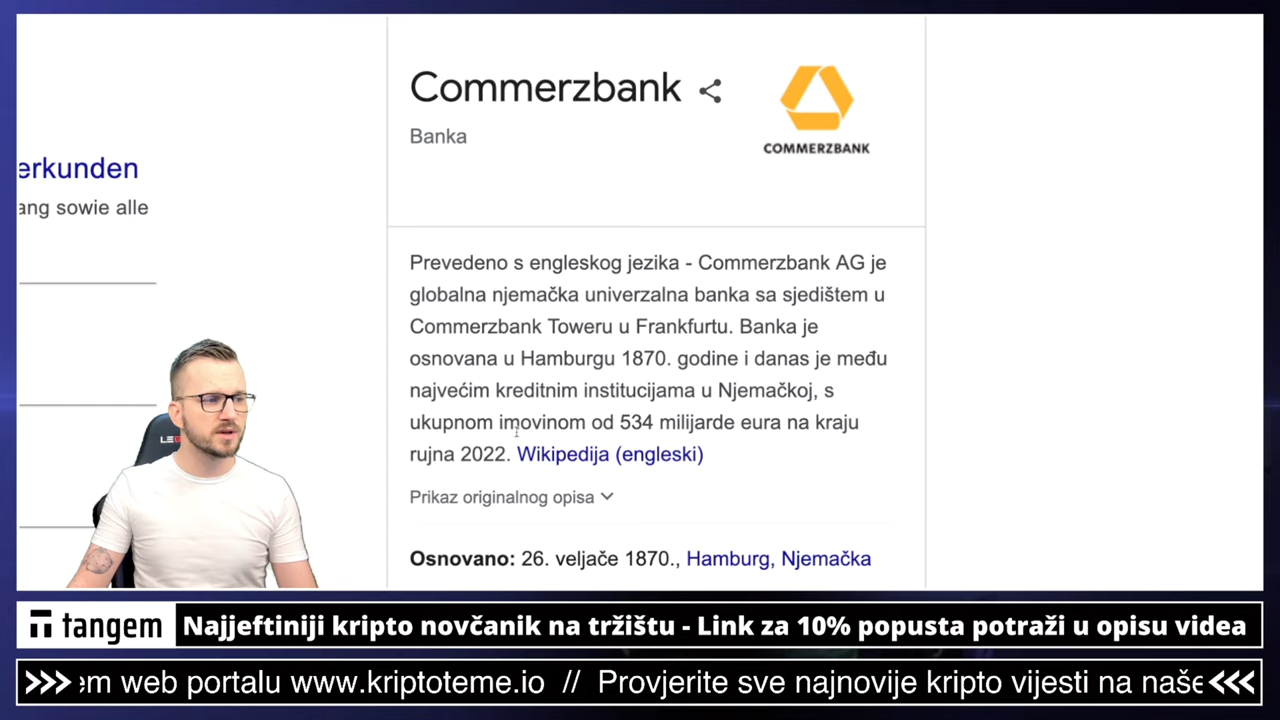 Commerzbank
Banka
COMMERZBANK
erkunden
ang sowie alle
Prevedeno s engleskog jezika - Commerzbank AG je
globalna njemačka univerzalna banka sa sjedištem u
Commerzbank Toweru u Frankfurtu. Banka je
osnovana u Hamburgu 1870. godine i danas je među
najvećim kreditnim institucijama u Njemačkoj, s
ukupnom imovinom od 534 milijarde eura na kraju
rujna 2022. Wikipedija (engleski)
Prikaz originalnog opisa
Osnovano: 26. veljače 1870., Hamburg, Njemačka
tangem Najjeftiniji kripto novčanik na tržištu - Link za 10% popusta potraži u opisu videa
em web portalu www.kriptoteme.io // Provjerite sve najnovije kripto vijesti na naše